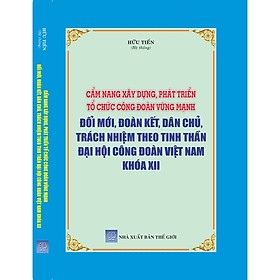 HỮU TIẾN
(Hệ thống)
CẨM NANG XÂY DỰNG, PHÁT TRIỂN
TỔ CHỨC CÔNG ĐOÀN VỮNG MẠNH
ĐỔI MỚI, ĐOÀN KẾT, DÂN CHỦ,
TRÁCH NHIỆM THEO TINH THẦN
ĐẠI HỘI CÔNG ĐOÀN VIỆT NAM
KHÓA XII
NHÀ XUẤT BẢN THẾ GIỚI